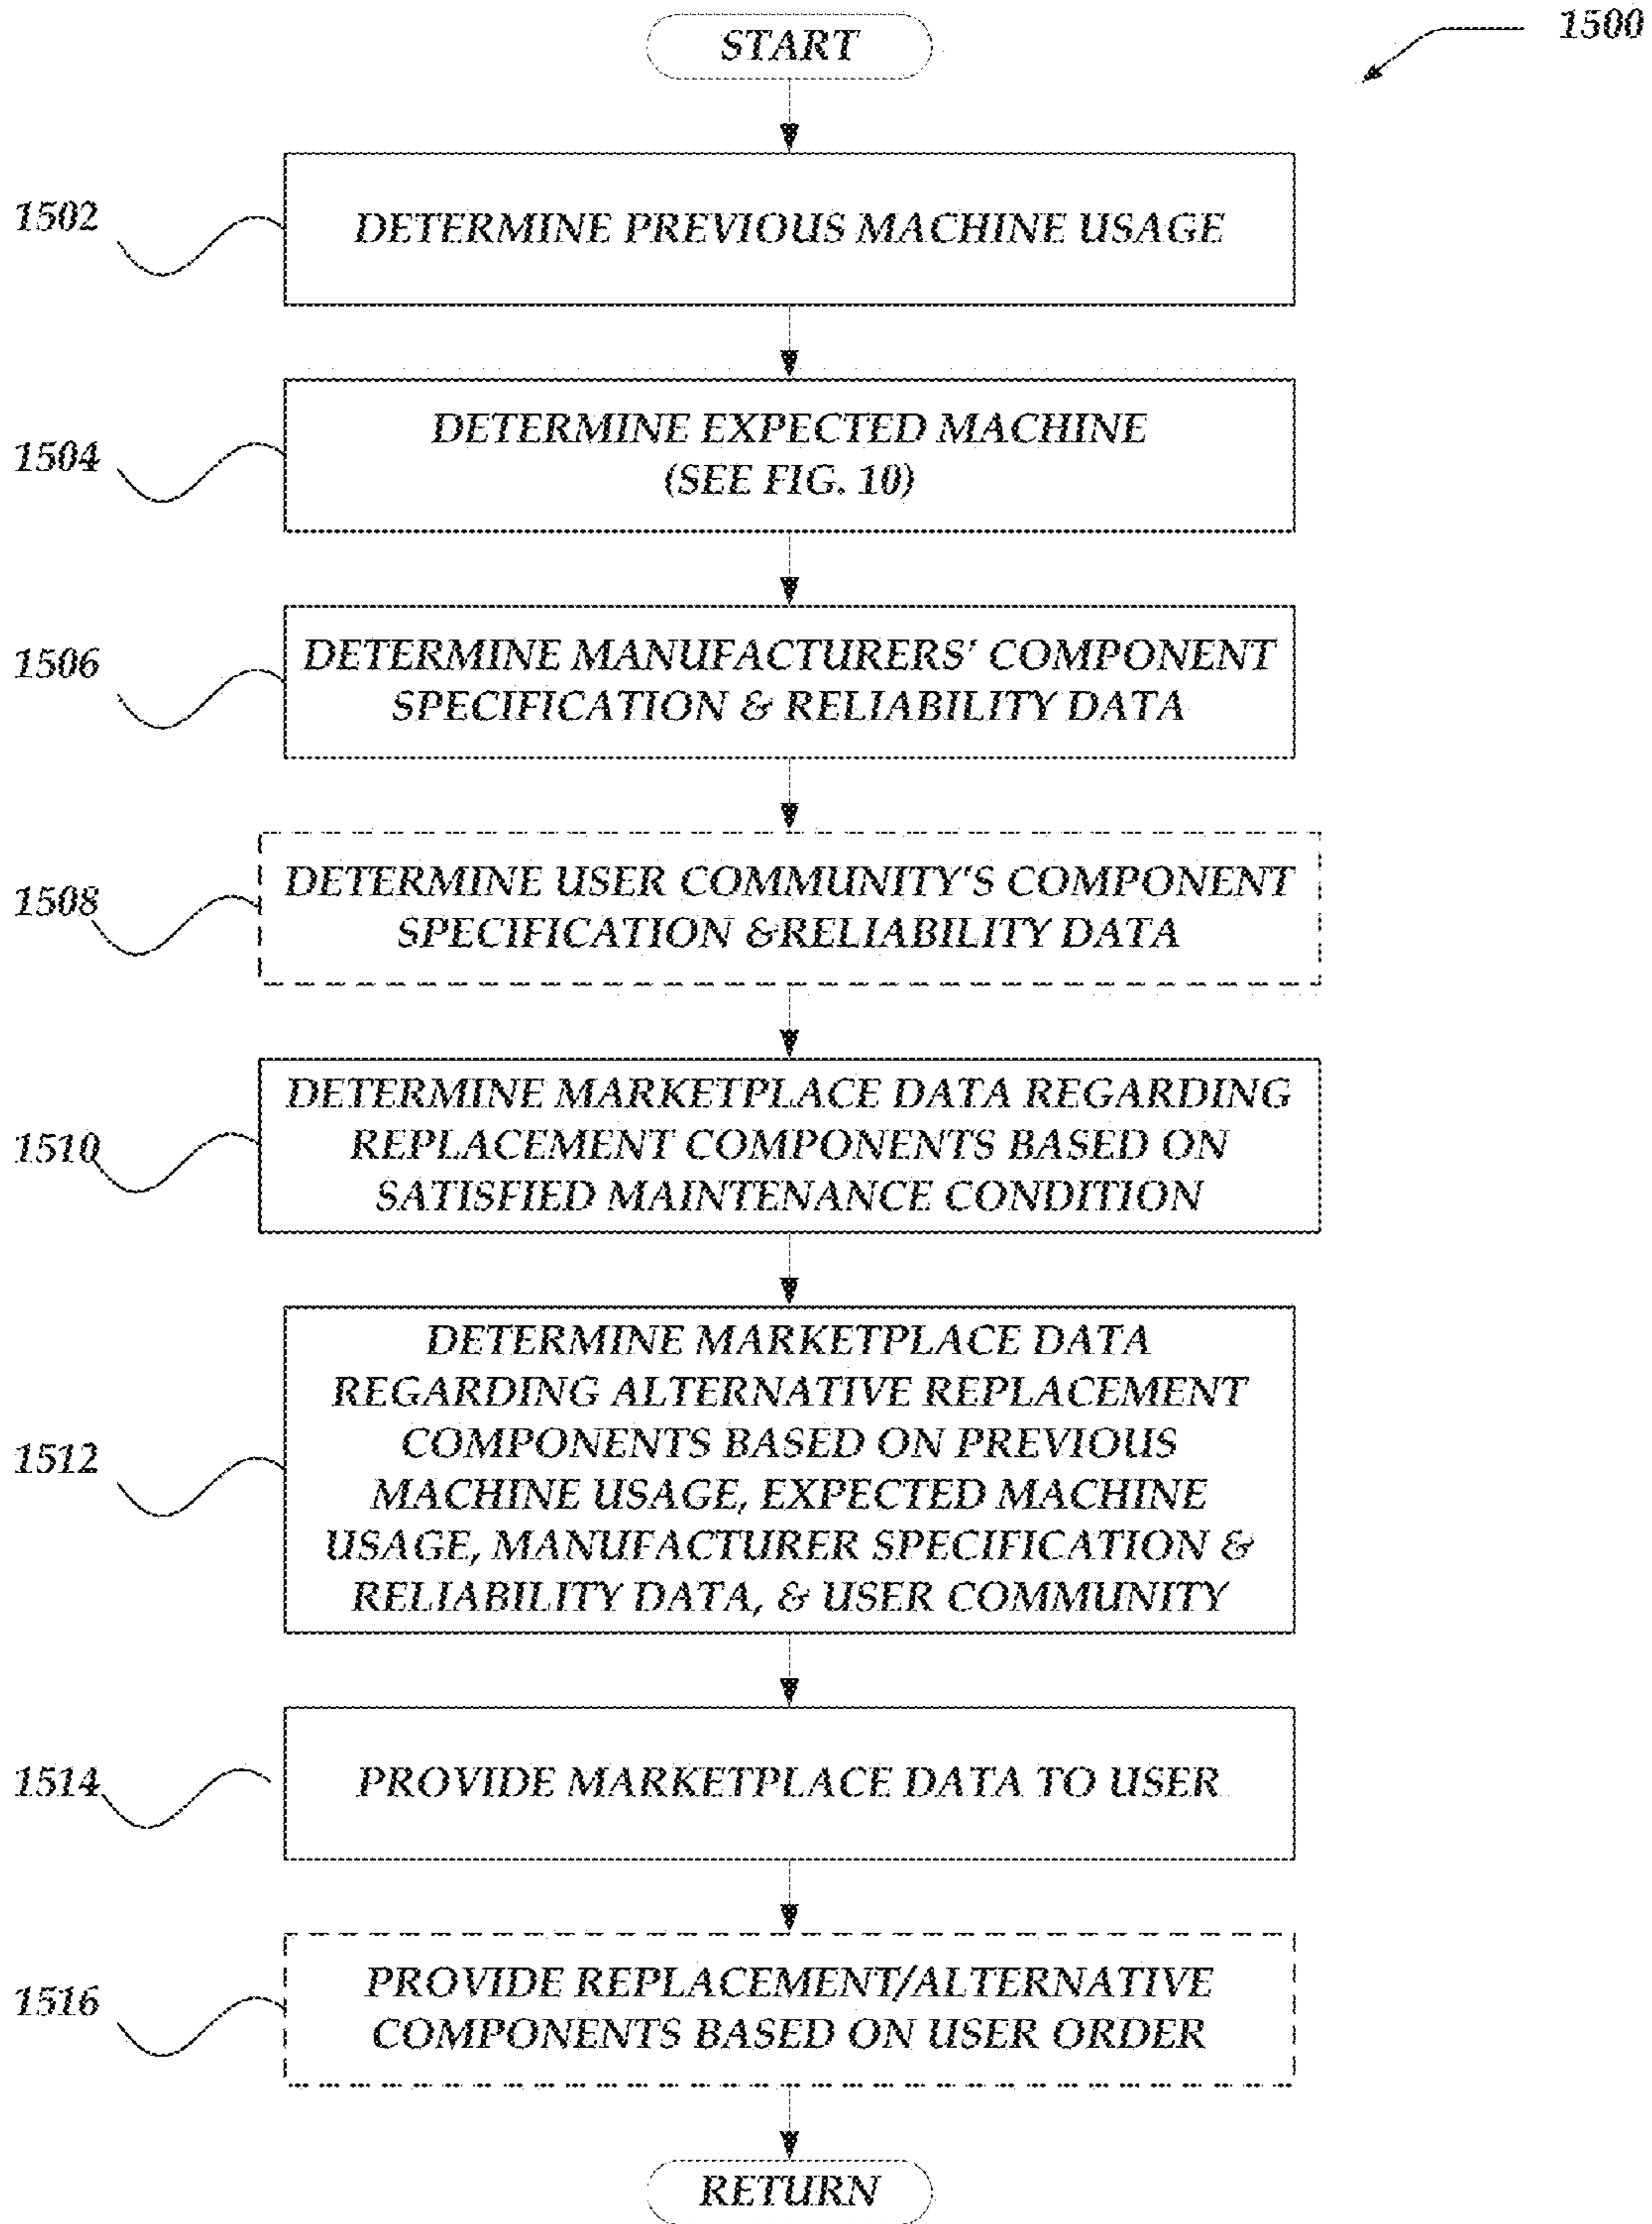 START
1500
1502
DETERMINE PREVIOUS MACHINE USAGE
1504
DETERMINE EXPECTED MACHINE
(SEE FIG. 10)
1506
DETERMINE MANUFACTURERS' COMPONENT
SPECIFICATION & RELIABILITY DATA
1508
DETERMINE USER COMMUNITY'S COMPONENT
SPECIFICATION &RELIABILITY DATA
1510
DETERMINE MARKETPLACE DATA REGARDING
REPLACEMENT COMPONENTS BASED ON
SATISFIED MAINTENANCE CONDITION
1512
DETERMINE MARKETPLACE DATA
REGARDING ALTERNATIVE REPLACEMENT
COMPONENTS BASED ON PREVIOUS
MACHINE USAGE, EXPECTED MACHINE
USAGE, MANUFACTURER SPECIFICATION &
RELIABILITY DATA, & USER COMMUNITY
1514
PROVIDE MARKETPLACE DATA TO USER
1516
PROVIDE REPLACEMENT/ALTERNATIVE
COMPONENTS BASED ON USER ORDER
RETURN